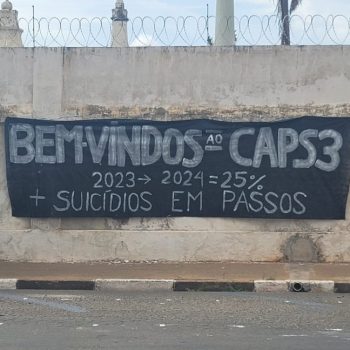 BEM-VINDOS AO CAPS3
2023→ 2024 = 25%
+ SUICÍDIOS EM PASSOS